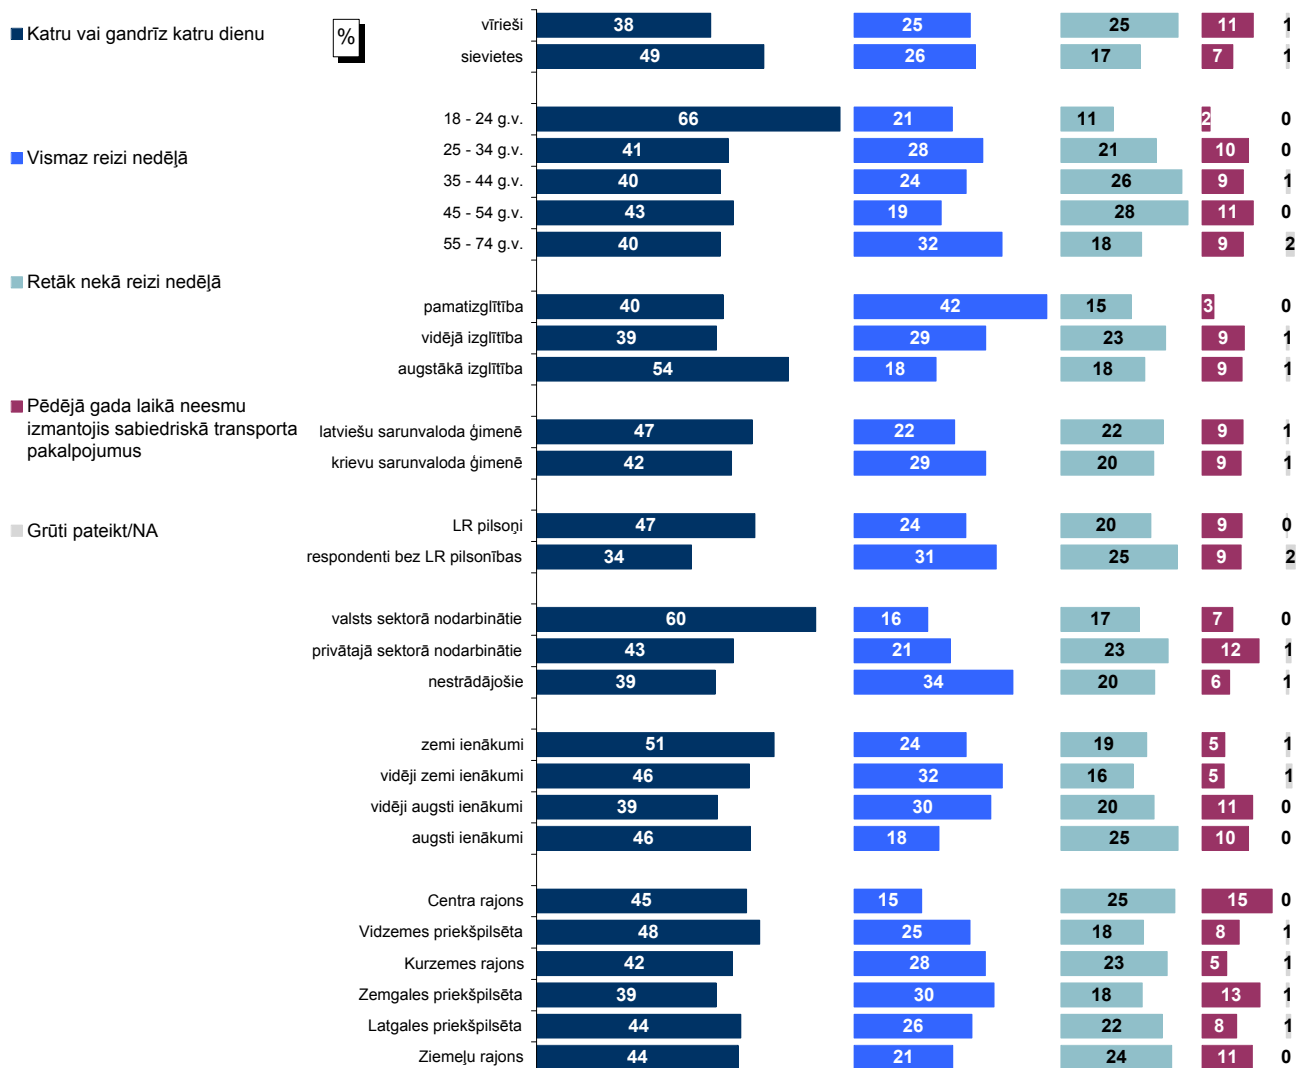 Katru vai gandrīz katru dienu
Vismaz reizi nedēļā
Retāk nekā reizi nedēļā
Pēdējā gada laikā neesmu
izmantojis sabiedriskā transporta
pakalpojumus
Grūti pateikt/NA
%
vīrieši 38 25 25 11 1
sievietes 49 26 17 7 1
18 - 24 g.v. 66 21 11 2 0
25 - 34 g.v. 41 28 21 10 0
35 - 44 g.v. 40 24 26 9 1
45 - 54 g.v. 43 19 28 11 0
55 - 74 g.v. 40 32 18 9 2
pamatizglītība 40 42 15 3 0
vidējā izglītība 39 29 23 9 1
augstākā izglītība 54 18 18 9 1
latviešu sarunvaloda ģimenē 47 22 22 9 1
krievu sarunvaloda ģimenē 42 29 20 9 1
LR pilsoņi 47 24 20 9 0
respondenti bez LR pilsonības 34 31 25 9 2
valsts sektorā nodarbinātie 60 16 17 7 0
privātajā sektorā nodarbinātie 43 21 23 12 1
nestrādājošie 39 34 20 6 1
zemi ienākumi 51 24 19 5 1
vidēji zemi ienākumi 46 32 16 5 1
vidēji augsti ienākumi 39 30 20 11 0
augsti ienākumi 46 18 25 10 0
Centra rajons 45 15 25 15 0
Vidzemes priekšpilsēta 48 25 18 8 1
Kurzemes rajons 42 28 23 5 1
Zemgales priekšpilsēta 39 30 18 13 1
Latgales priekšpilsēta 44 26 22 8 1
Ziemeļu rajons 44 21 24 11 0